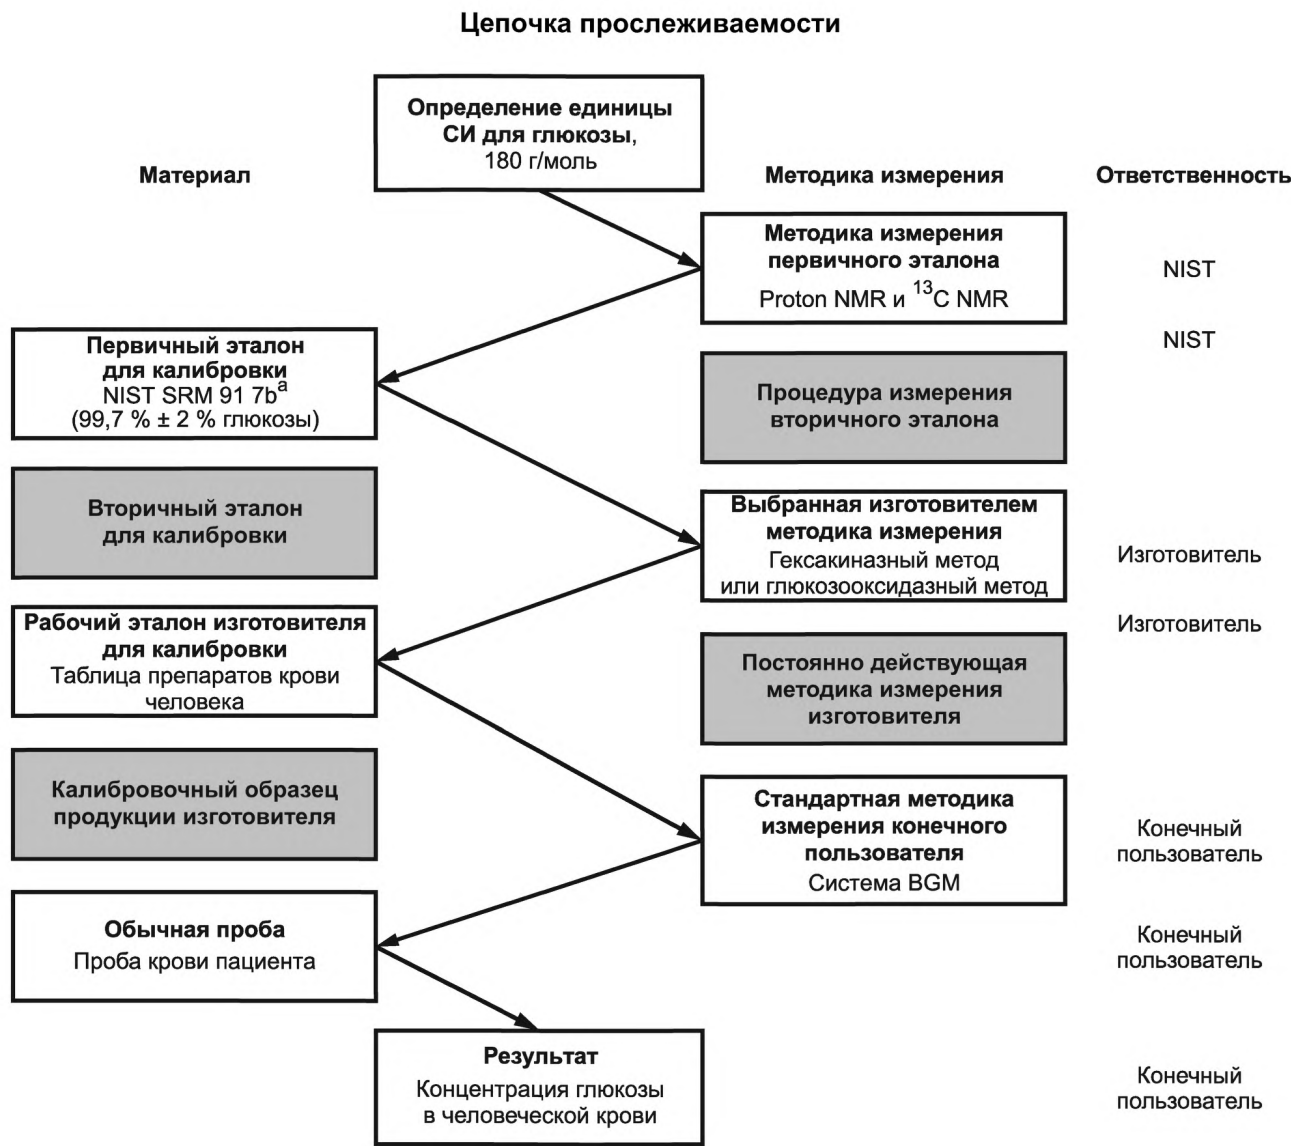 Цепочка прослеживаемости
Определение единицы
СИ для глюкозы,
180 г/моль
Материал
Методика измерения
Ответственность
Методика измерения
первичного эталона
Proton NMR и ¹³C NMR
NIST
Первичный эталон
для калибровки
NIST SRM 91 7bᵃ
(99,7 % ± 2 % глюкозы)
NIST
Процедура измерения
вторичного эталона
Вторичный эталон
для калибровки
Выбранная изготовителем
методика измерения
Гексакиназный метод
или глюкозооксидазный метод
Изготовитель
Рабочий эталон изготовителя
для калибровки
Таблица препаратов крови
человека
Изготовитель
Постоянно действующая
методика измерения
изготовителя
Калибровочный образец
продукции изготовителя
Стандартная методика
измерения конечного
пользователя
Система BGM
Конечный
пользователь
Обычная проба
Проба крови пациента
Конечный
пользователь
Результат
Концентрация глюкозы
в человеческой крови
Конечный
пользователь